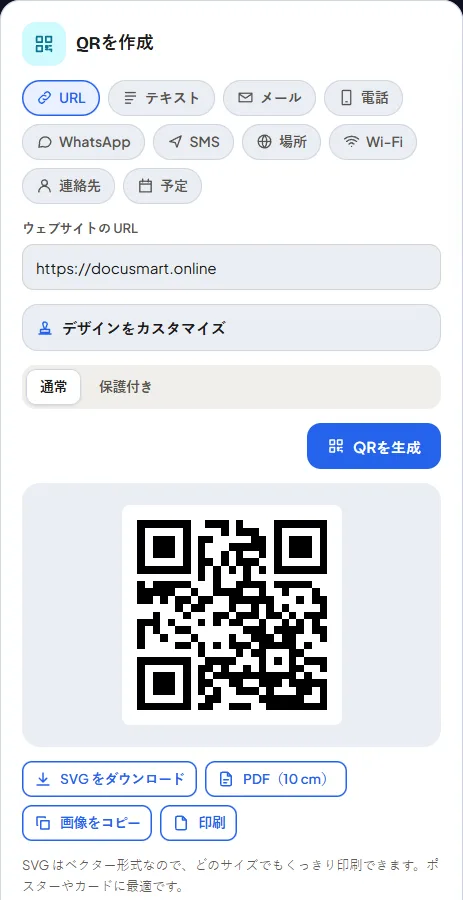 QRを作成
URL
テキスト
メール
電話
WhatsApp
SMS
場所
Wi-Fi
連絡先
予定
ウェブサイトの URL
https://docusmart.online
デザインをカスタマイズ
通常
保護付き
QRを生成
SVG をダウンロード
PDF（10 cm）
画像をコピー
印刷
SVG はベクター形式なので、どのサイズでもくっきり印刷できます。ポ
スターやカードに最適です。